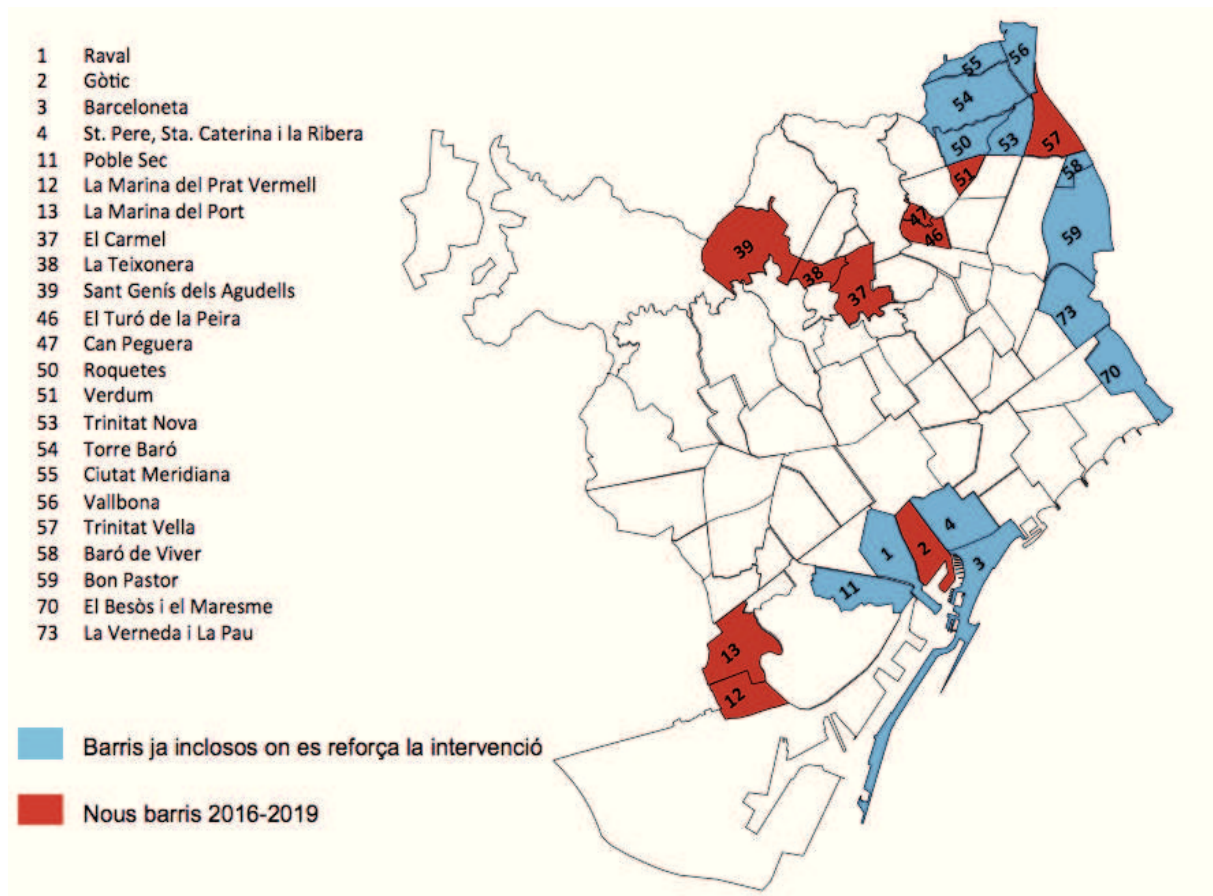 1 Raval
2 Gòtic
3 Barceloneta
4 St. Pere, Sta. Caterina i la Ribera
11 Poble Sec
12 La Marina del Prat Vermell
13 La Marina del Port
37 El Carmel
38 La Teixonera
39 Sant Genís dels Agudells
46 El Turó de la Peira
47 Can Peguera
50 Roquetes
51 Verdum
53 Trinitat Nova
54 Torre Baró
55 Ciutat Meridiana
56 Vallbona
57 Trinitat Vella
58 Baró de Viver
59 Bon Pastor
70 El Besòs i el Maresme
73 La Verneda i La Pau
Barris ja inclosos on es reforça la intervenció
Nous barris 2016-2019
55
56
54
50
53
57
51
58
47
46
59
39
38
37
73
70
4
1
2
3
11
13
12